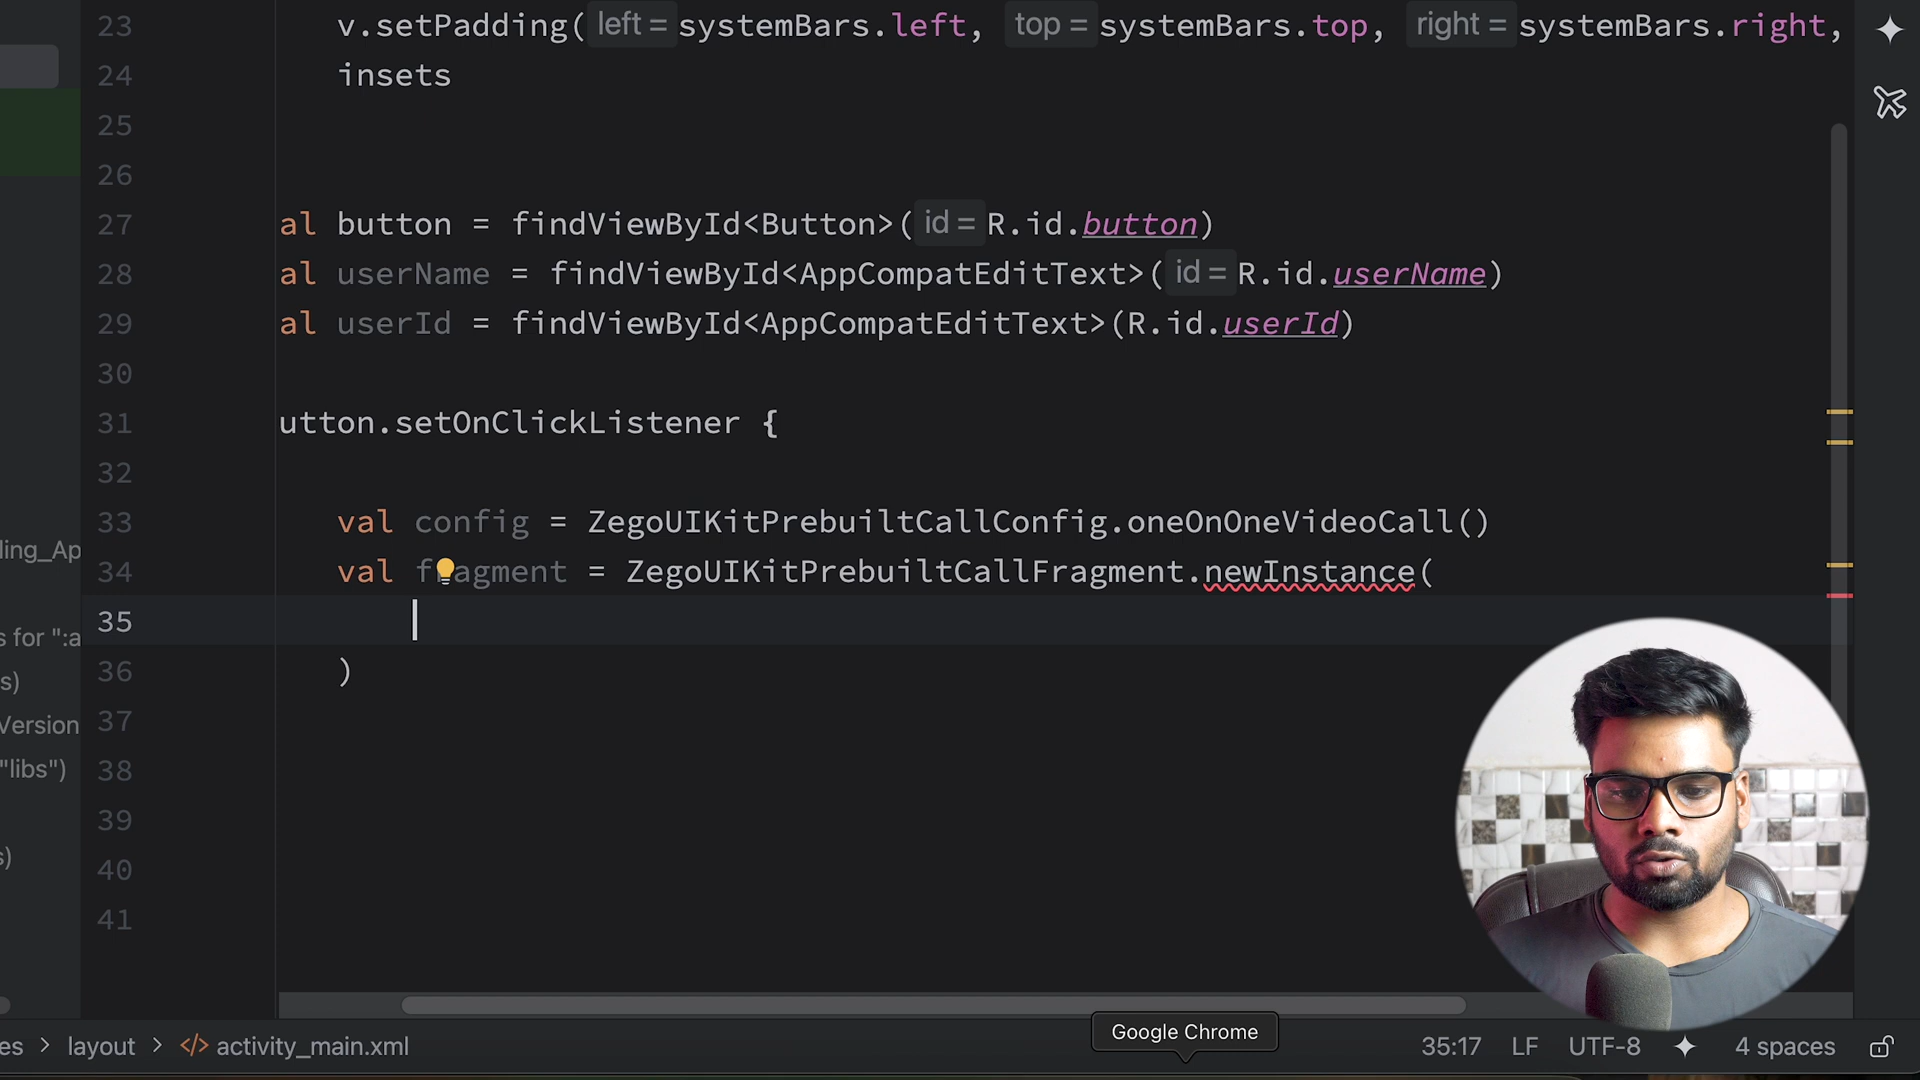 23 v.setPadding( left = systemBars.left, top = systemBars.top, right = systemBars.right,
24 insets
25
26
27 al button = findViewById<Button>( id = R.id.button)
28 al userName = findViewById<AppCompatEditText>( id = R.id.userName)
29 al userId = findViewById<AppCompatEditText>(R.id.userId)
30
31 utton.setOnClickListener {
32
33 val config = ZegoUIKitPrebuiltCallConfig.oneOnOneVideoCall()
34 val fragment = ZegoUIKitPrebuiltCallFragment.newInstance(
35
36 )
37
38
39
40
41
ling_Ap
s for ":a
s)
Version
"libs")
s)
Google Chrome
es > layout > </> activity_main.xml
35:17 LF UTF-8 4 spaces